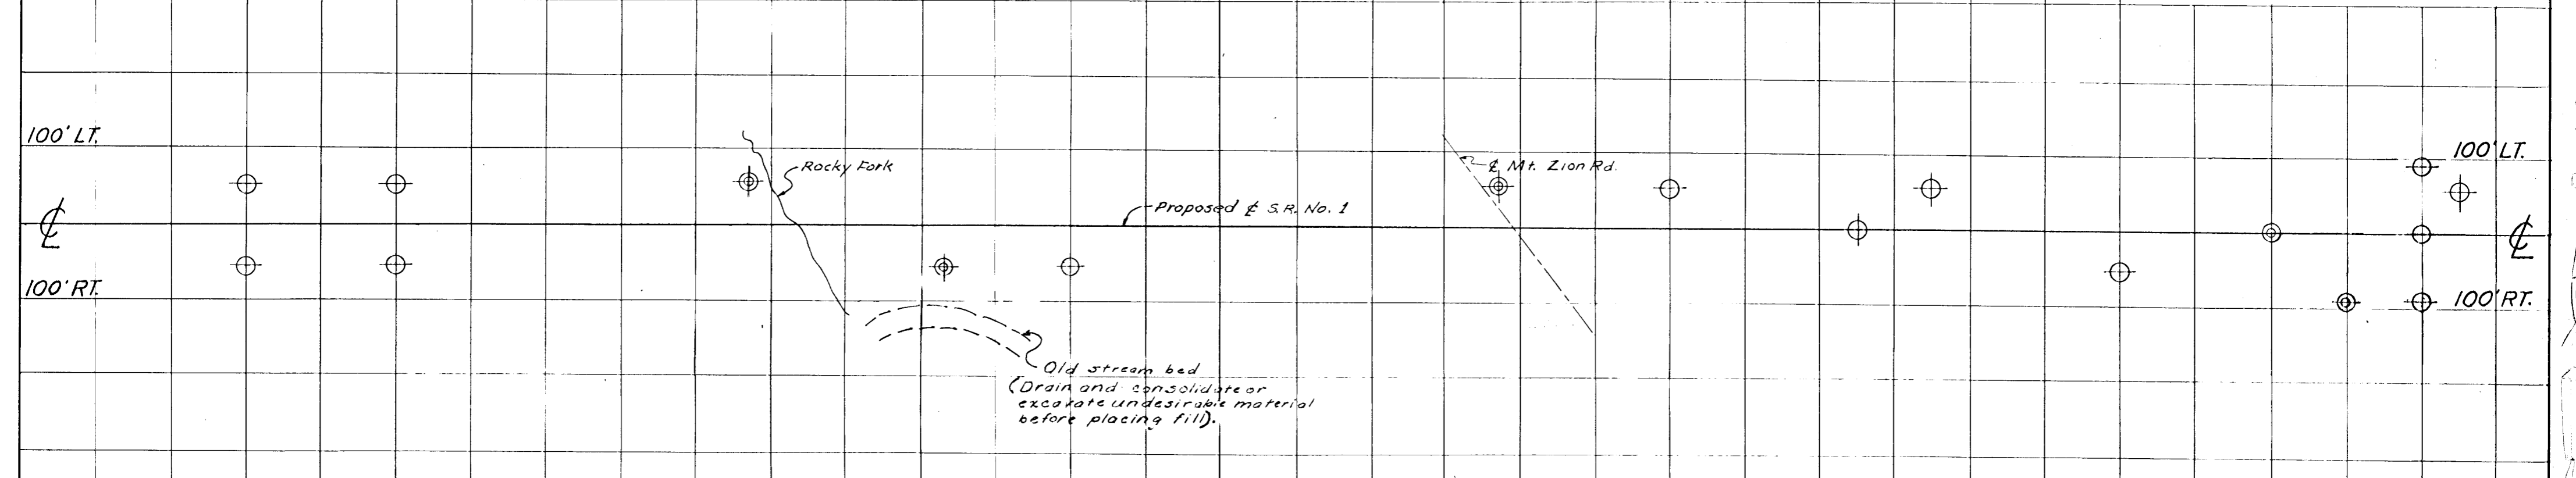 100' LT.
Rocky Fork
℄ Mt. Zion Rd.
100' LT.
℄
Proposed ℄ S.R. No. 1
℄
100' RT.
100' RT.
Old stream bed
(Drain and consolidate or
excavate undesirable material
before placing fill).